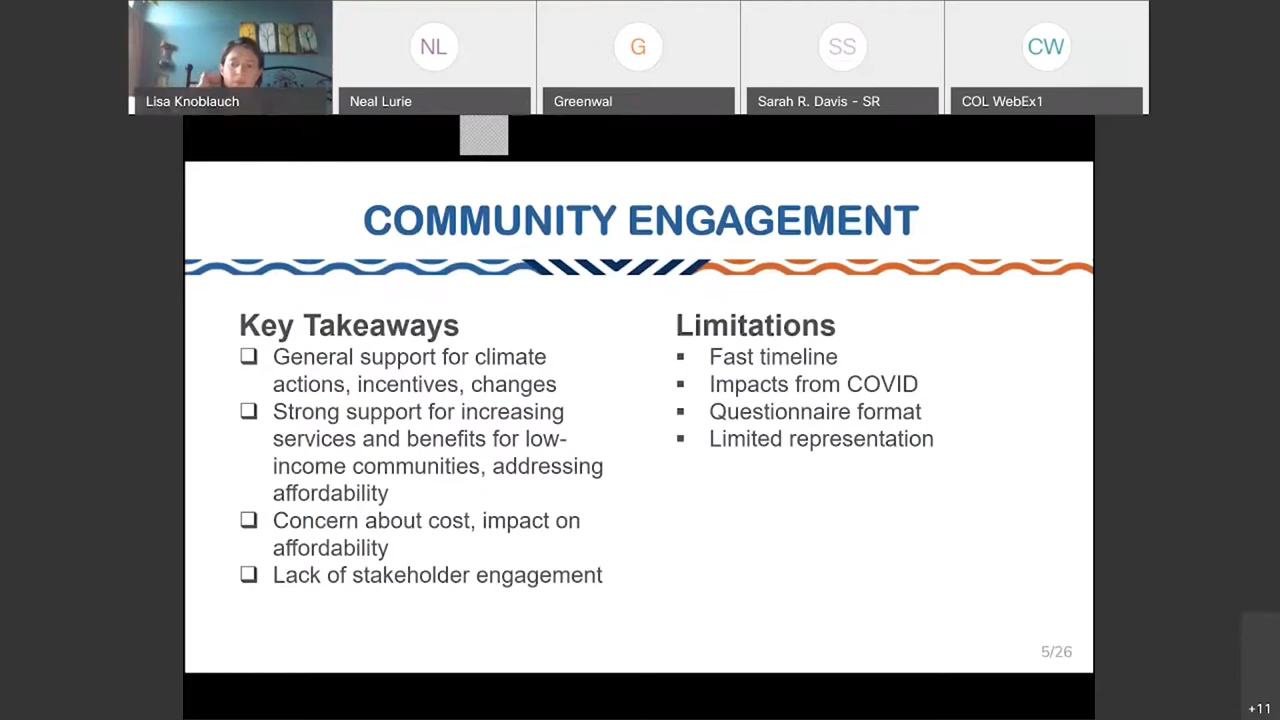 NL
G
SS
CW
Lisa Knoblauch
Neal Lurie
Greenwal
Sarah R. Davis - SR
COL WebEx1
COMMUNITY ENGAGEMENT
Key Takeaways
General support for climate
actions, incentives, changes
Strong support for increasing
services and benefits for low-
income communities, addressing
affordability
Concern about cost, impact on
affordability
Lack of stakeholder engagement
Limitations
Fast timeline
Impacts from COVID
Questionnaire format
Limited representation
5/26
+11